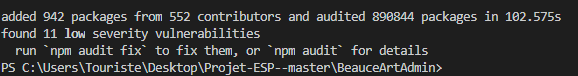 added 942 packages from 552 contributors and audited 890844 packages in 102.575s
found 11 low severity vulnerabilities
  run `npm audit fix` to fix them, or `npm audit` for details
PS C:\Users\Touriste\Desktop\Projet-ESP--master\BeauceArtAdmin>